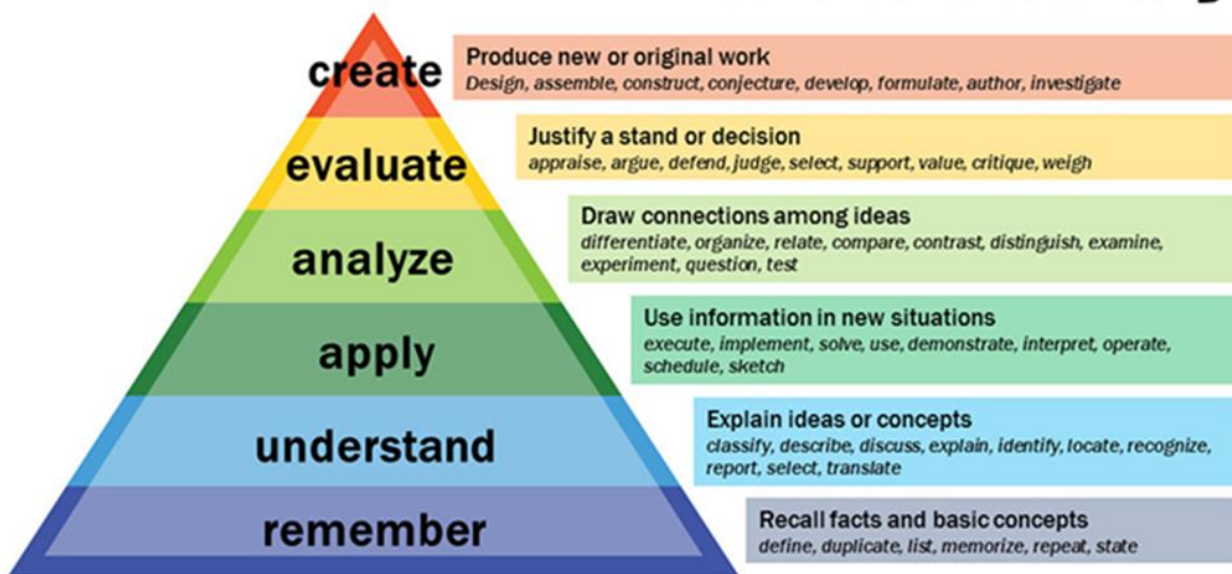 create
Produce new or original work
Design, assemble, construct, conjecture, develop, formulate, author, investigate
evaluate
Justify a stand or decision
appraise, argue, defend, judge, select, support, value, critique, weigh
analyze
Draw connections among ideas
differentiate, organize, relate, compare, contrast, distinguish, examine,
experiment, question, test
apply
Use information in new situations
execute, implement, solve, use, demonstrate, interpret, operate,
schedule, sketch
understand
Explain ideas or concepts
classify, describe, discuss, explain, identify, locate, recognize,
report, select, translate
remember
Recall facts and basic concepts
define, duplicate, list, memorize, repeat, state